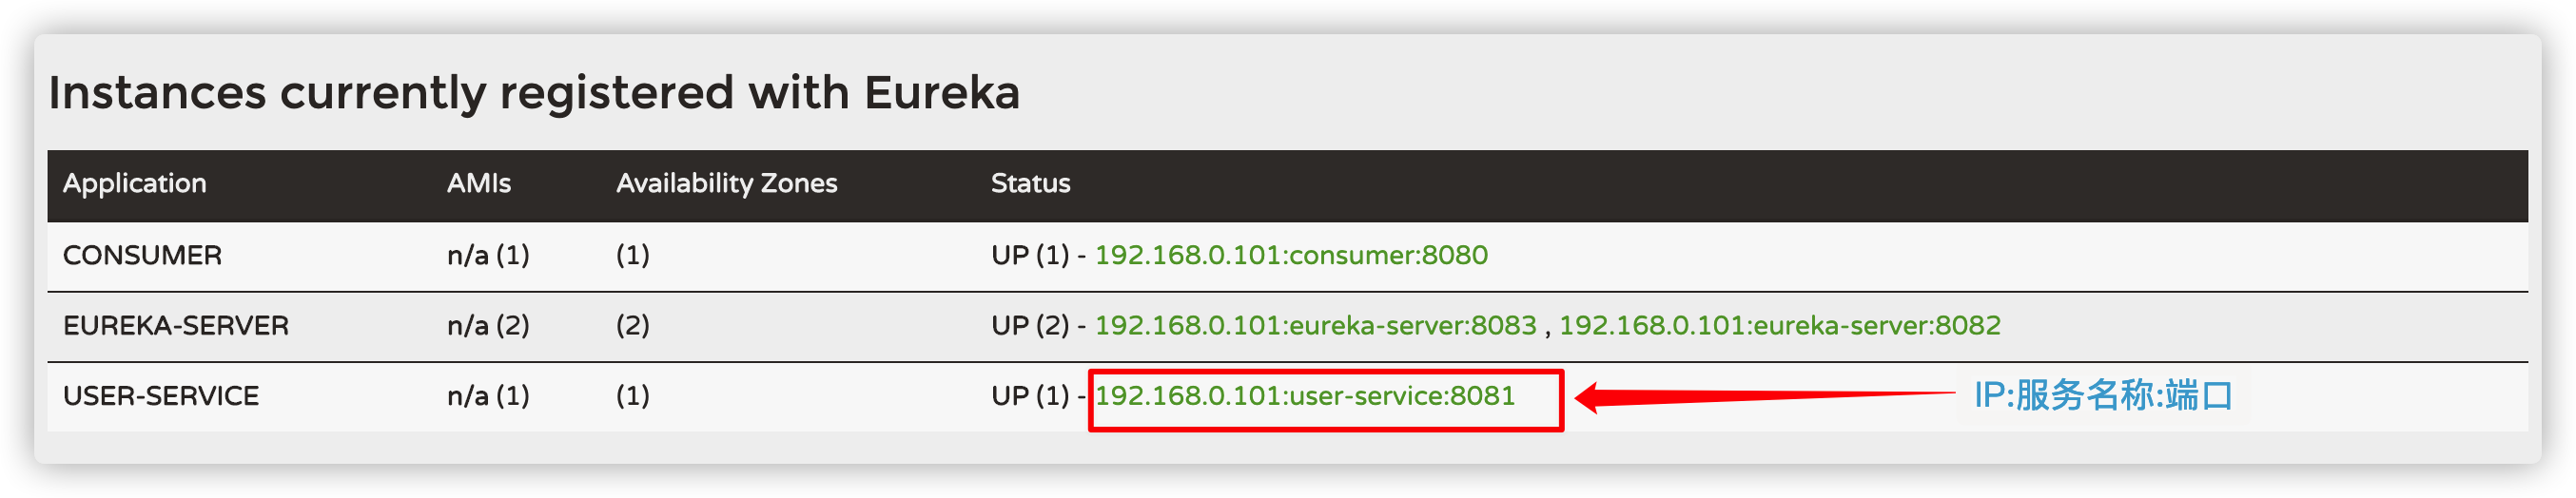 Instances currently registered with Eureka
Application AMIs Availability Zones Status
CONSUMER n/a (1) (1) UP (1) - 192.168.0.101:consumer:8080
EUREKA-SERVER n/a (2) (2) UP (2) - 192.168.0.101:eureka-server:8083 , 192.168.0.101:eureka-server:8082
USER-SERVICE n/a (1) (1) UP (1) - 192.168.0.101:user-service:8081 IP:服务名称:端口